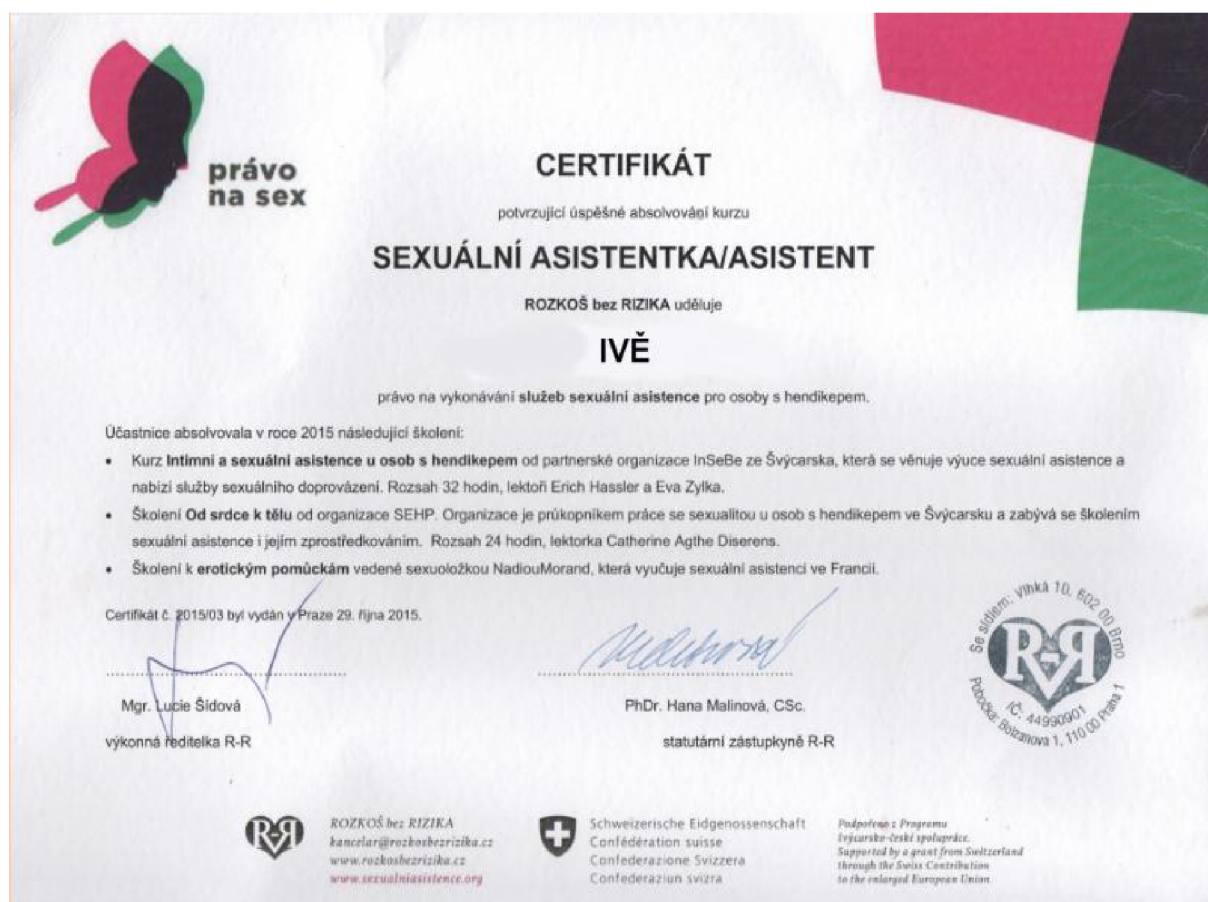 právo
na sex
CERTIFIKÁT
potvrzující úspěšné absolvování kurzu
SEXUÁLNÍ ASISTENTKA/ASISTENT
ROZKOŠ bez RIZIKA uděluje
IVĚ
právo na vykonávání služeb sexuální asistence pro osoby s hendikepem.
Účastnice absolvovala v roce 2015 následující školení:
• Kurz Intimní a sexuální asistence u osob s hendikepem od partnerské organizace InSeBe ze Švýcarska, která se věnuje výuce sexuální asistence a
nabízí služby sexuálního doprovázení. Rozsah 32 hodin, lektoři Erich Hassler a Eva Zylka.
• Školení Od srdce k tělu od organizace SEHP. Organizace je průkopníkem práce se sexualitou u osob s hendikepem ve Švýcarsku a zabývá se školením
sexuální asistence i jejím zprostředkováním. Rozsah 24 hodin, lektorka Catherine Agthe Diserens.
• Školení k erotickým pomůckám vedené sexuoložkou NadiouMorand, která vyučuje sexuální asistenci ve Francii.
Certifikát č. 2015/03 byl vydán v Praze 29. října 2015.
Mgr. Lucie Šídová
výkonná ředitelka R-R
PhDr. Hana Malinová, CSc.
statutární zástupkyně R-R
Se sídlem: Vlhká 10, 602 00 Brno
R-R
IČ: 44990901
Pobočka: Bolzanova 1, 110 00 Praha 1
R-R
ROZKOŠ bez RIZIKA
kancelar@rozkosbezrizika.cz
www.rozkosbezrizika.cz
www.sexualniasistence.org
Schweizerische Eidgenossenschaft
Confédération suisse
Confederazione Svizzera
Confederaziun svizra
Podpořeno z Programu
švýcarsko-české spolupráce.
Supported by a grant from Switzerland
through the Swiss Contribution
to the enlarged European Union.